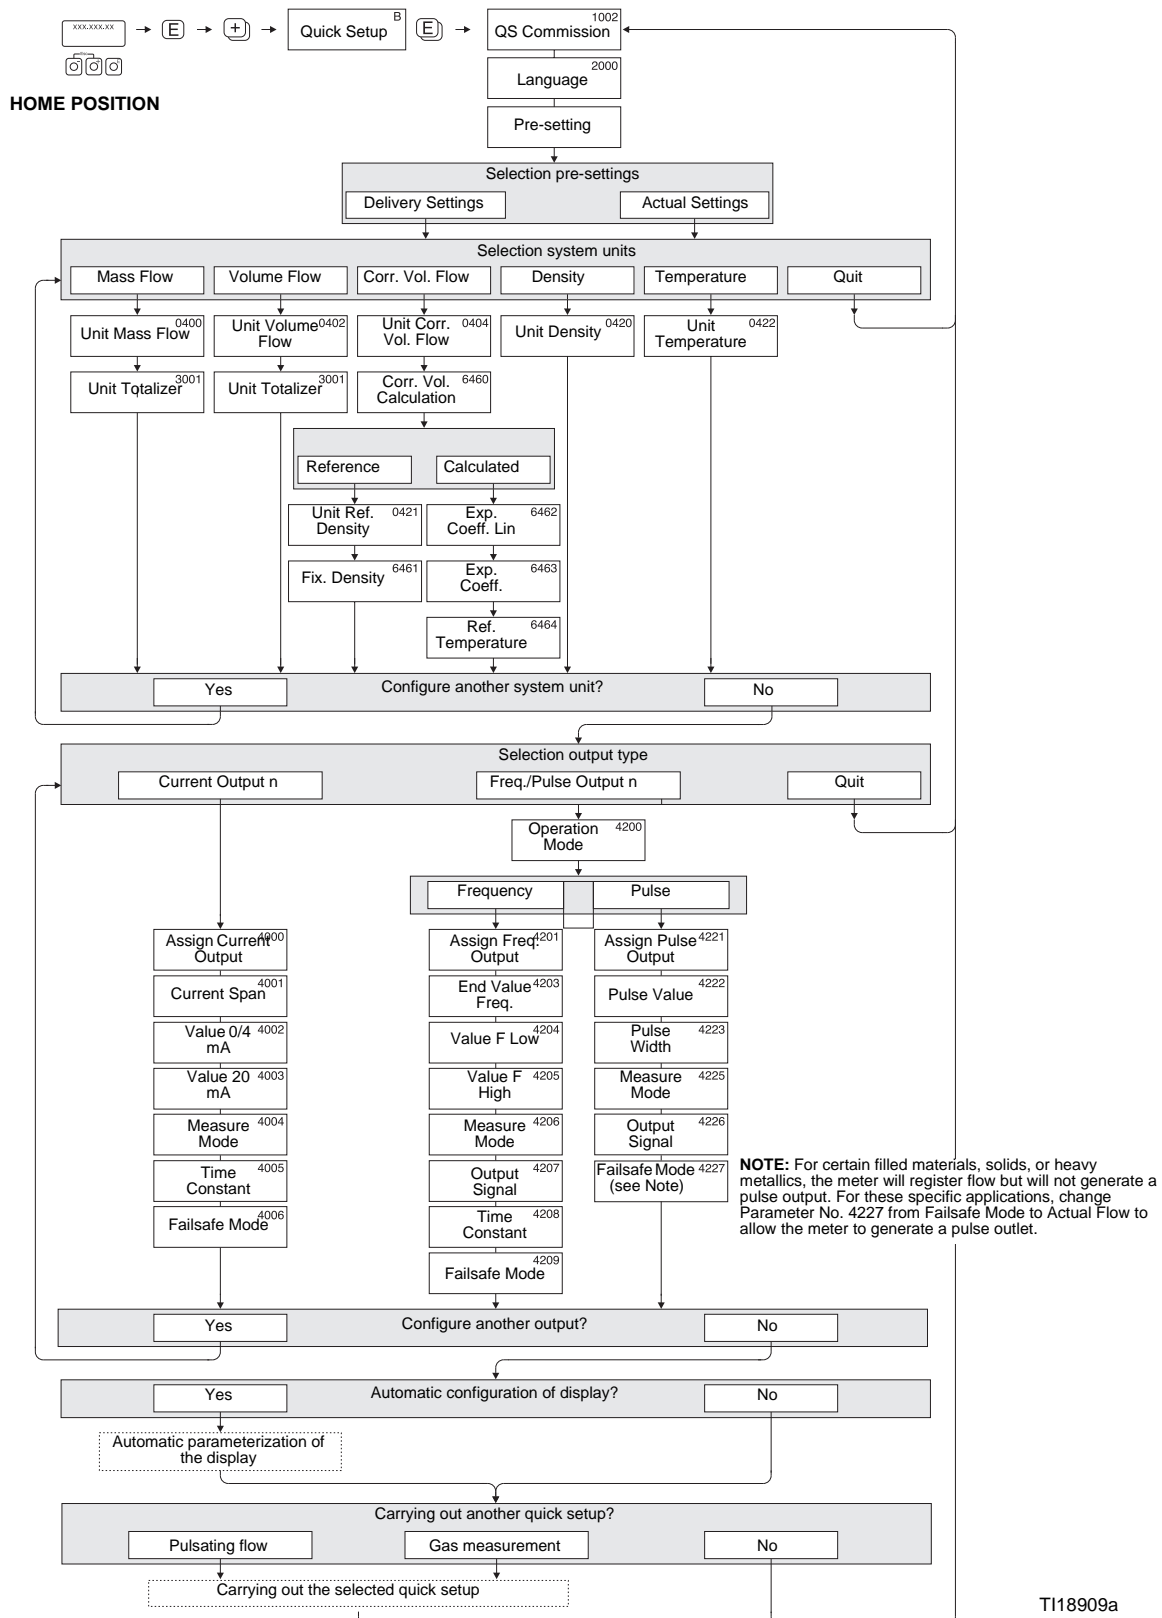 xxx.xxx.xx
E
+
Quick Setup
B
E
QS Commission
1002
HOME POSITION
Language
2000
Pre-setting
Selection pre-settings
Delivery Settings
Actual Settings
Selection system units
Mass Flow
Volume Flow
Corr. Vol. Flow
Density
Temperature
Quit
Unit Mass Flow
0400
Unit Volume
Flow
0402
Unit Corr.
Vol. Flow
0404
Unit Density
0420
Unit
Temperature
0422
Unit Totalizer
3001
Unit Totalizer
3001
Corr. Vol.
Calculation
6460
Reference
Calculated
Unit Ref.
Density
0421
Exp.
Coeff. Lin
6462
Fix. Density
6461
Exp.
Coeff.
6463
Ref.
Temperature
6464
Yes
Configure another system unit?
No
Selection output type
Current Output n
Freq./Pulse Output n
Quit
Operation
Mode
4200
Frequency
Pulse
Assign Current
Output
4000
Assign Freq.
Output
4201
Assign Pulse
Output
4221
Current Span
4001
End Value
Freq.
4203
Pulse Value
4222
Value 0/4
mA
4002
Value F Low
4204
Pulse
Width
4223
Value 20
mA
4003
Value F
High
4205
Measure
Mode
4225
Measure
Mode
4004
Measure
Mode
4206
Output
Signal
4226
Time
Constant
4005
Output
Signal
4207
Failsafe Mode
(see Note)
4227
Failsafe Mode
4006
Time
Constant
4208
Failsafe Mode
4209
NOTE: For certain filled materials, solids, or heavy
metallics, the meter will register flow but will not generate a
pulse output. For these specific applications, change
Parameter No. 4227 from Failsafe Mode to Actual Flow to
allow the meter to generate a pulse outlet.
Yes
Configure another output?
No
Yes
Automatic configuration of display?
No
Automatic parameterization of
the display
Carrying out another quick setup?
Pulsating flow
Gas measurement
No
Carrying out the selected quick setup
TI18909a